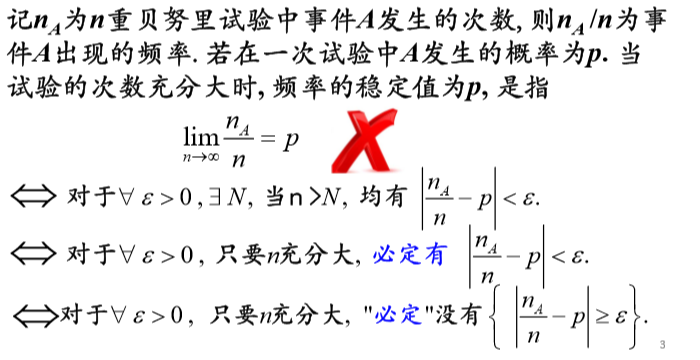 记n_A为n重贝努里试验中事件A发生的次数, 则n_A/n为事
件A出现的频率. 若在一次试验中A发生的概率为p. 当
试验的次数充分大时, 频率的稳定值为p, 是指
lim_{n→∞} n_A/n = p
⟺ 对于∀ε>0, ∃N, 当n>N, 均有 |n_A/n − p| < ε.
⟺ 对于∀ε>0, 只要n充分大, 必定有 |n_A/n − p| < ε.
⟺对于∀ε>0, 只要n充分大, "必定"没有{ |n_A/n − p| ≥ ε }.
3